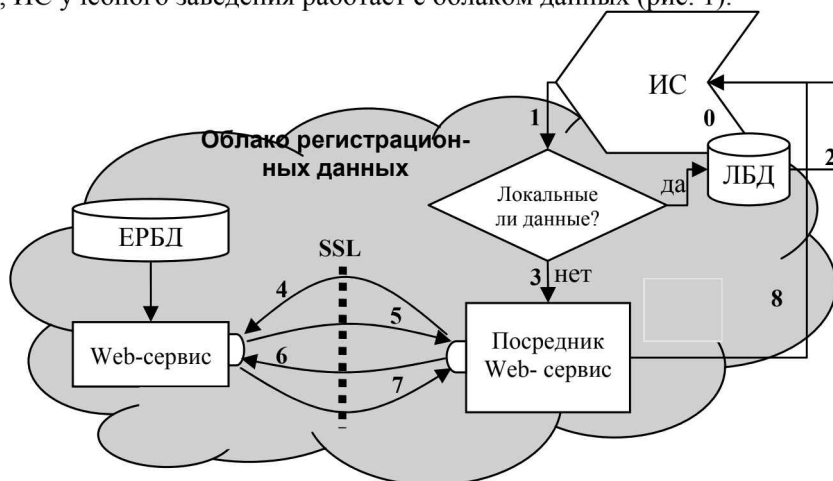 , ИС учебного заведения работает с облаком данных (рис. 1).
ИС
0
1
Облако регистрацион-
ных данных
2
Локальные
ли данные?
да
ЛБД
ЕРБД
SSL
3 нет
4
5
6
7
8
Web-сервис
Посредник
Web- сервис